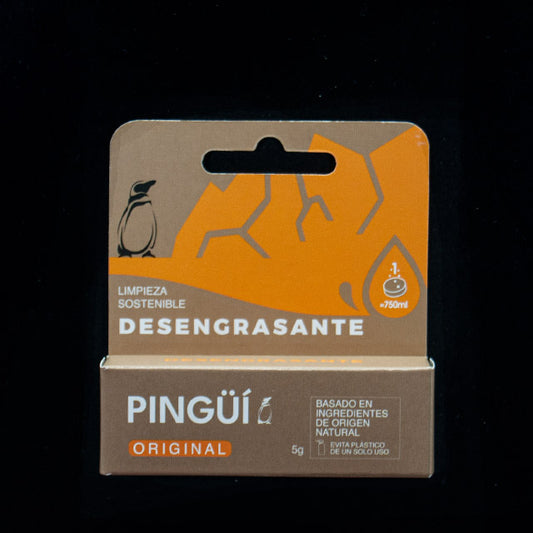 1
=750ml
LIMPIEZA
SOSTENIBLE
DESENGRASANTE
DESENGRASANTE
PINGÜÍ
ORIGINAL
5g
BASADO EN
INGREDIENTES
DE ORIGEN
NATURAL
EVITA PLÁSTICO
DE UN SOLO USO